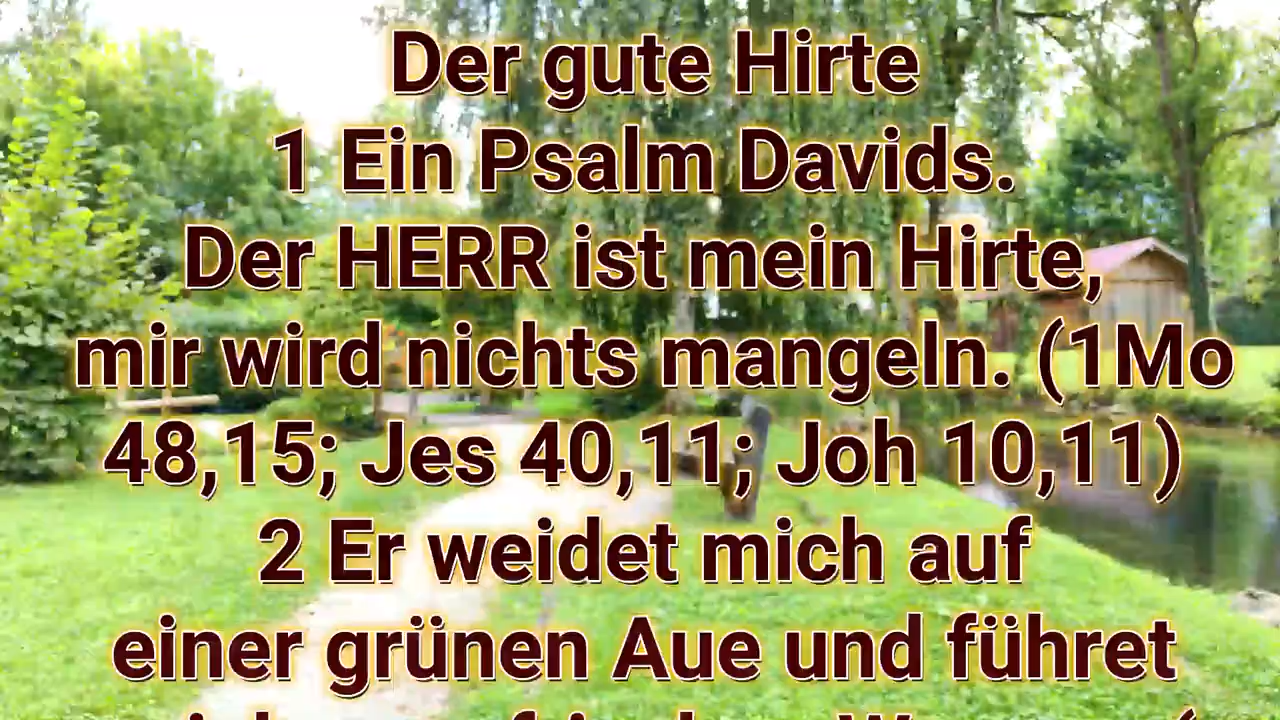 Der gute Hirte
1 Ein Psalm Davids.
Der HERR ist mein Hirte,
mir wird nichts mangeln. (1Mo
48,15; Jes 40,11; Joh 10,11)
2 Er weidet mich auf
einer grünen Aue und führet